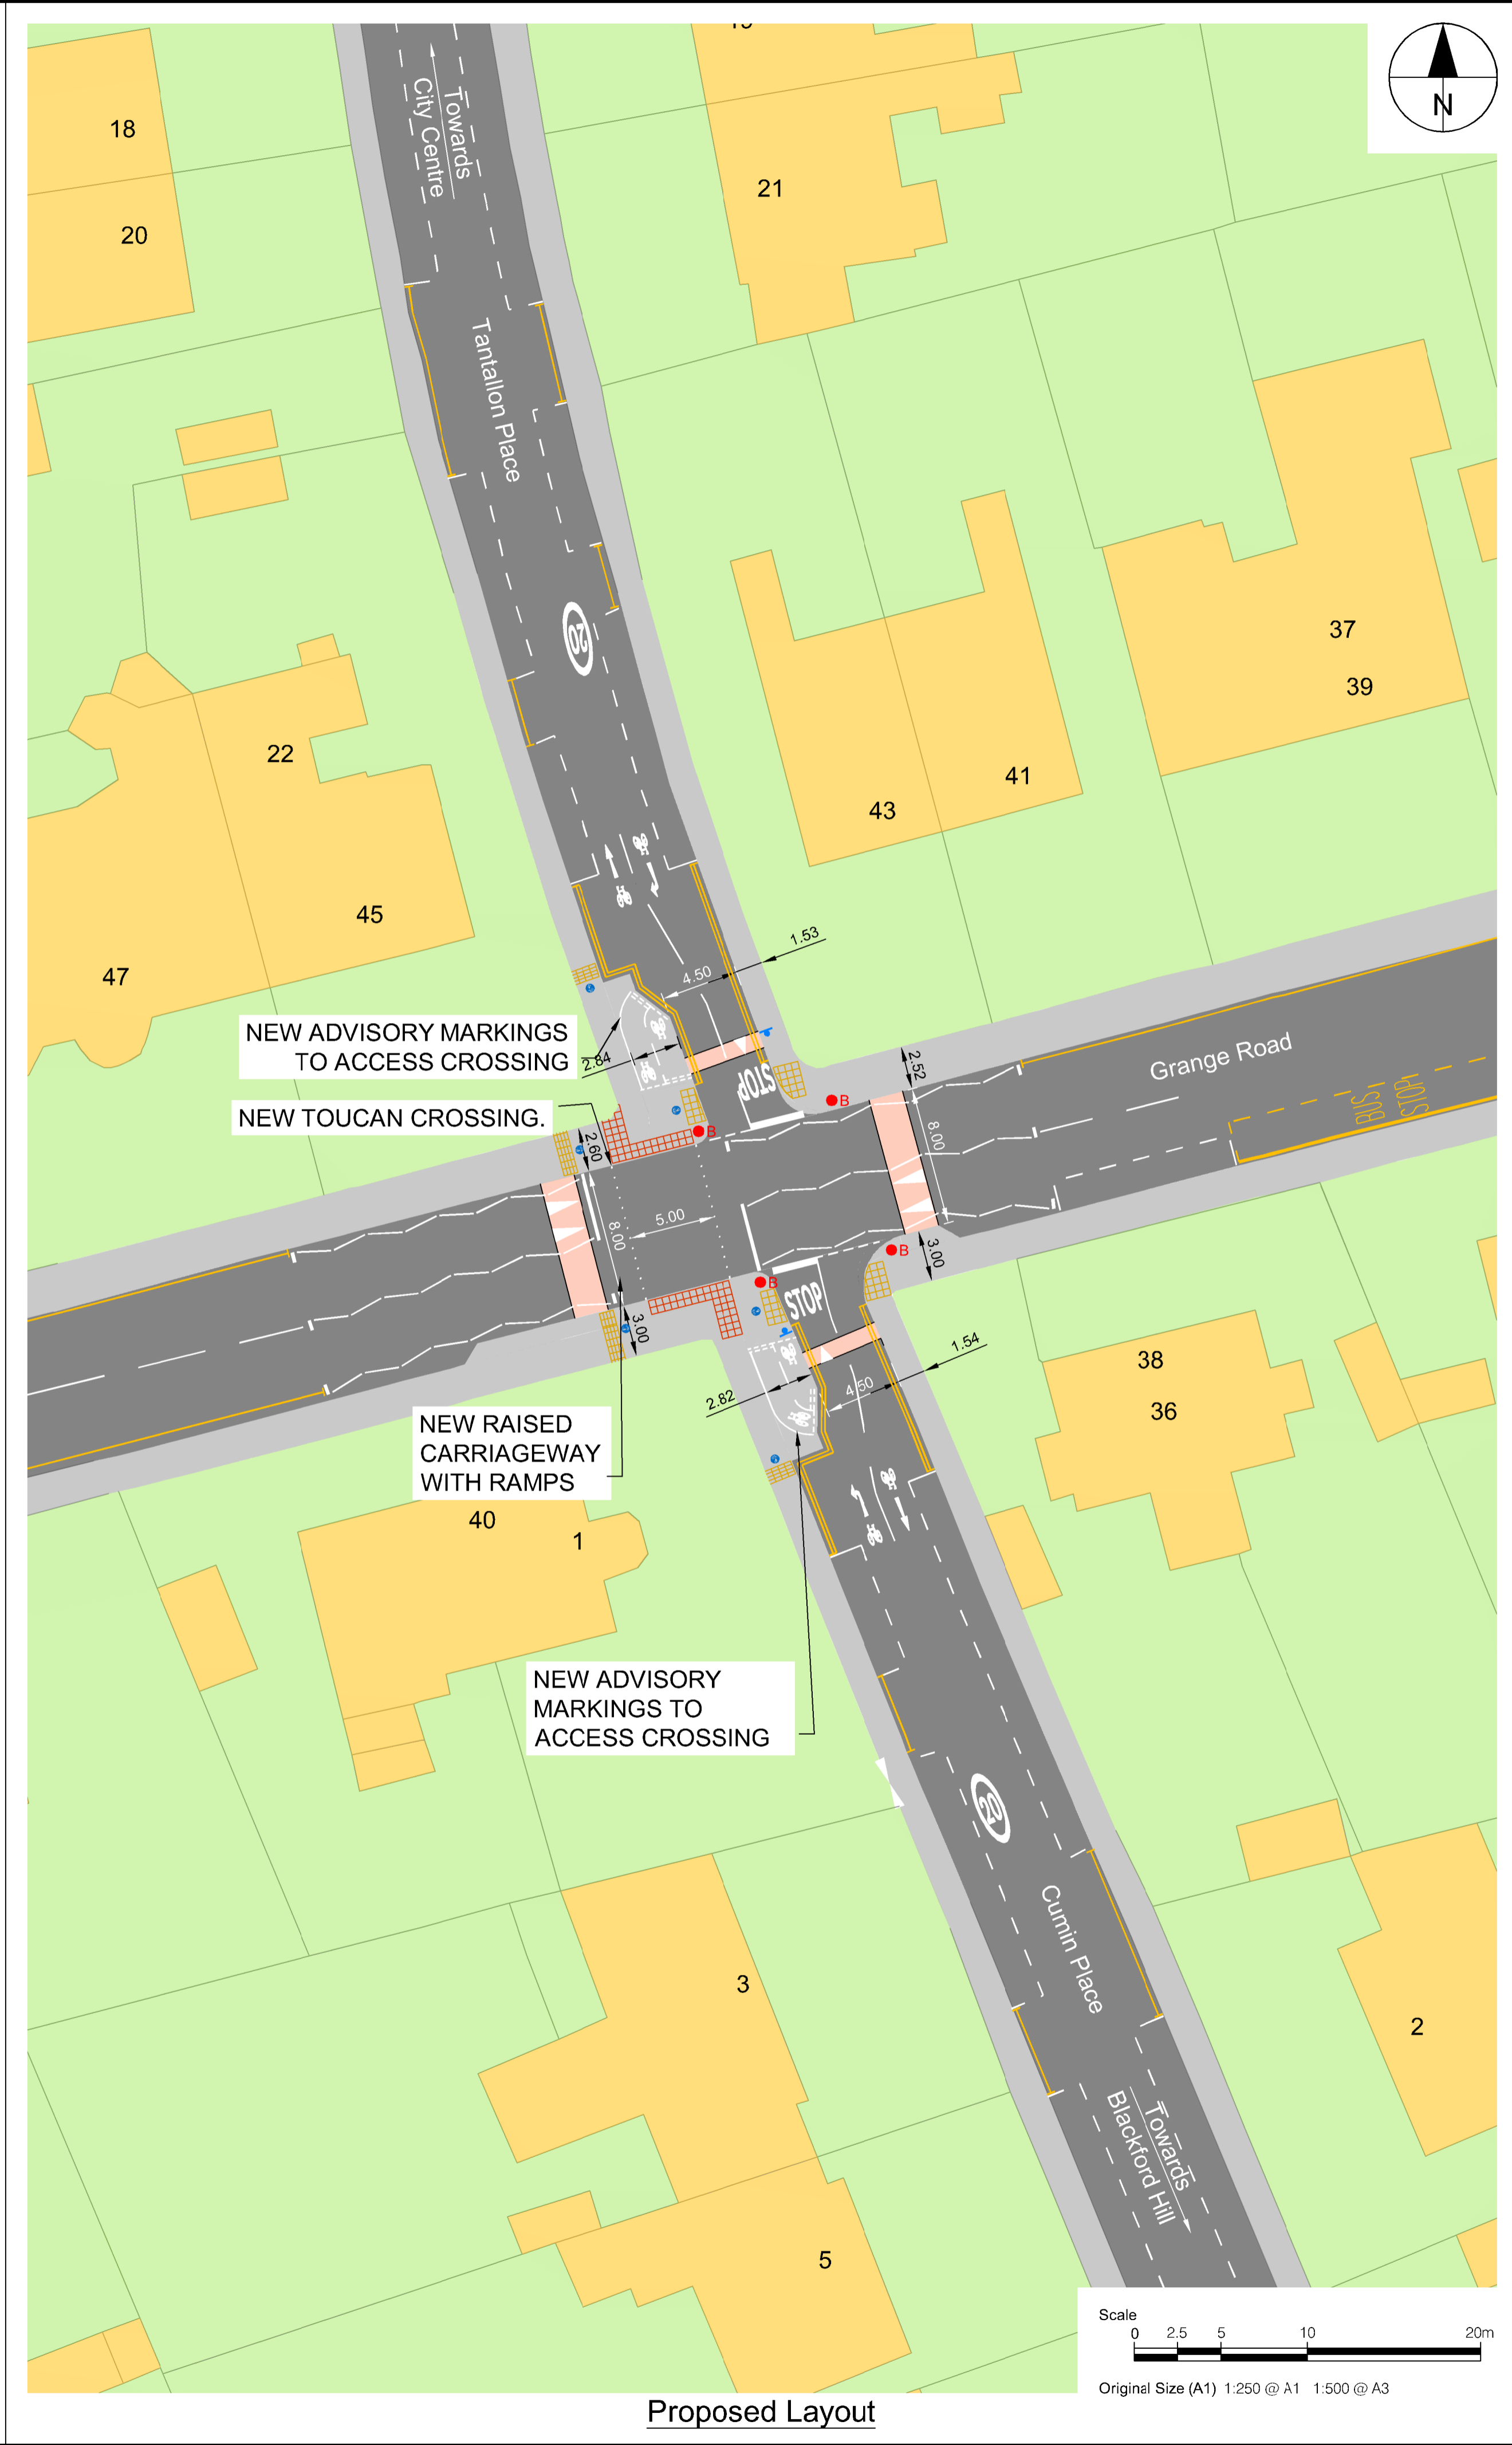 N
18
20
21
Towards
City Centre
Tantallon Place
20
37
39
22
41
43
45
47
1.53
4.50
NEW ADVISORY MARKINGS
TO ACCESS CROSSING
2.84
STOP
2.52
Grange Road
BUS
STOP
NEW TOUCAN CROSSING.
B
B
2.60
8.00
5.00
8.00
B
B
3.00
3.00
STOP
1.54
4.50
2.82
38
36
NEW RAISED
CARRIAGEWAY
WITH RAMPS
40
1
NEW ADVISORY
MARKINGS TO
ACCESS CROSSING
20
Cumin Place
3
2
Towards
Blackford Hill
5
Scale
0 2.5 5 10 20m
Original Size (A1) 1:250 @ A1 1:500 @ A3
Proposed Layout